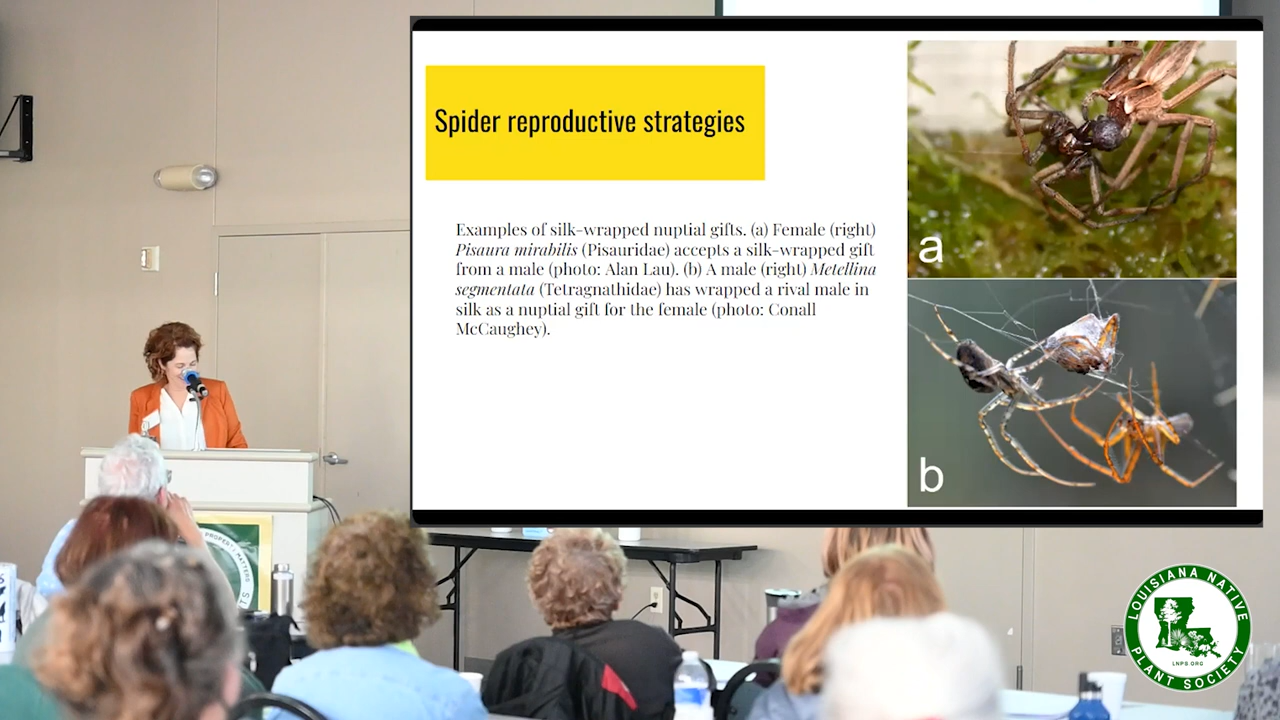 Spider reproductive strategies
Examples of silk-wrapped nuptial gifts. (a) Female (right)
Pisaura mirabilis (Pisauridae) accepts a silk-wrapped gift
from a male (photo: Alan Lau). (b) A male (right) Metellina
segmentata (Tetragnathidae) has wrapped a rival male in
silk as a nuptial gift for the female (photo: Conall
McCaughey).
a
b
PROPERTY MATTERS
LOUISIANA NATIVE
PLANT SOCIETY
LNPS.ORG